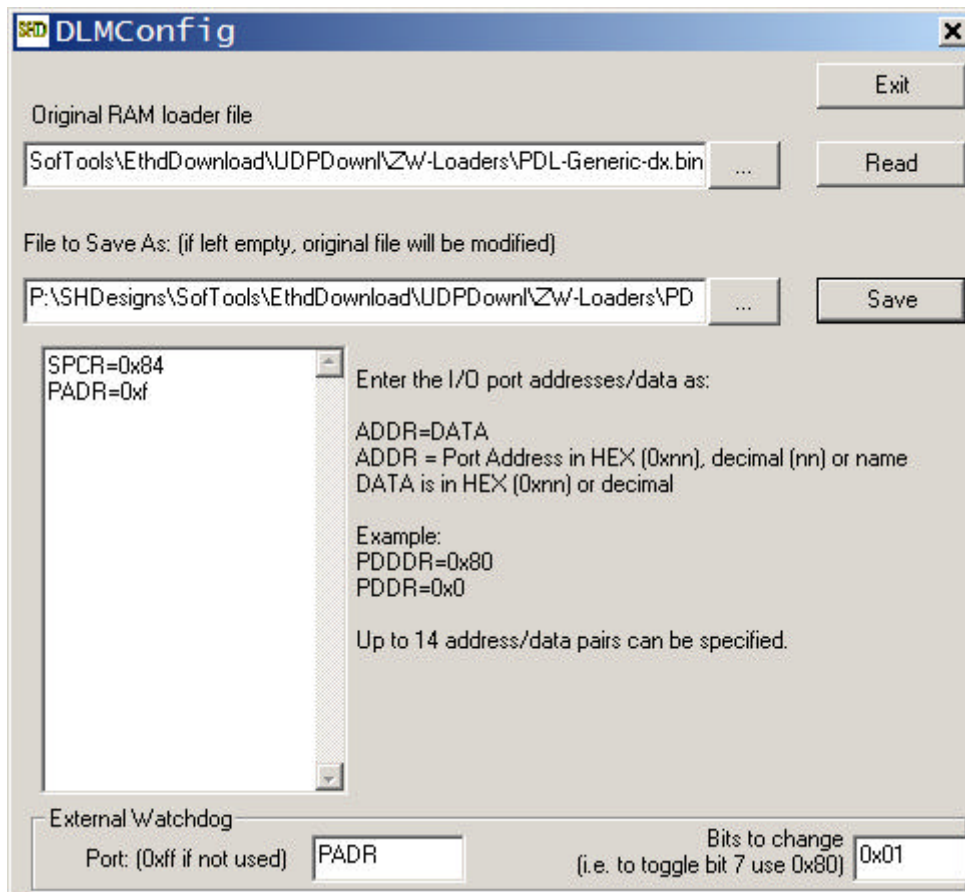 SHD DLMConfig
Exit
Original RAM loader file
SofTools\EthdDownload\UDPDownl\ZW-Loaders\PDL-Generic-dx.bin
...
Read
File to Save As: (if left empty, original file will be modified)
P:\SHDesigns\SofTools\EthdDownload\UDPDownl\ZW-Loaders\PD
...
Save
SPCR=0x84
PADR=0xf
Enter the I/O port addresses/data as:
ADDR=DATA
ADDR = Port Address in HEX (0xnn), decimal (nn) or name
DATA is in HEX (0xnn) or decimal
Example:
PDDDR=0x80
PDDR=0x0
Up to 14 address/data pairs can be specified.
External Watchdog
Port: (0xff if not used)
PADR
Bits to change
(i.e. to toggle bit 7 use 0x80)
0x01